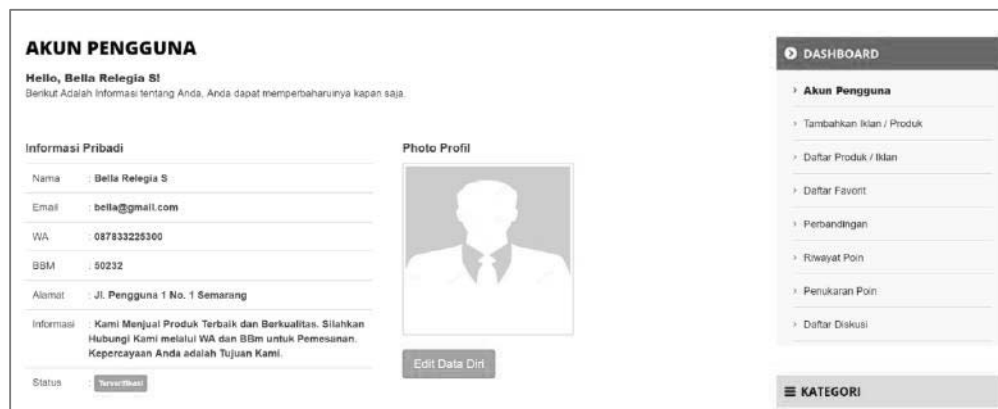 AKUN PENGGUNA
Hello, Bella Relegia S!
Berikut Adalah Informasi tentang Anda, Anda dapat memperbaharuinya kapan saja.
Informasi Pribadi
Nama : Bella Relegia S
Email : bella@gmail.com
WA : 087833225300
BBM : 50232
Alamat : Jl. Pengguna 1 No. 1 Semarang
Informasi : Kami Menjual Produk Terbaik dan Berkualitas. Silahkan
Hubungi Kami melalui WA dan BBm untuk Pemesanan.
Kepercayaan Anda adalah Tujuan Kami.
Status : Terverifikasi
Photo Profil
Edit Data Diri
DASHBOARD
Akun Pengguna
Tambahkan Iklan / Produk
Daftar Produk / Iklan
Daftar Favorit
Perbandingan
Riwayat Poin
Penukaran Poin
Daftar Diskusi
KATEGORI